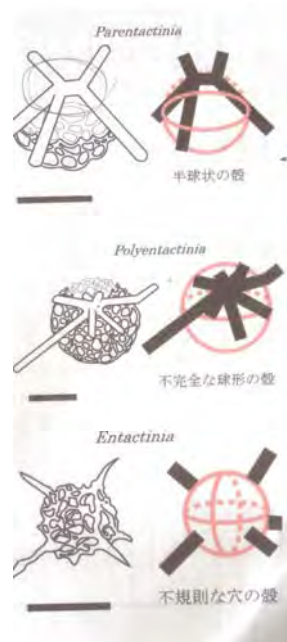 Parentactinia
半球状の殻
Polyentactinia
不完全な球形の殻
Entactinia
不規則な穴の殻